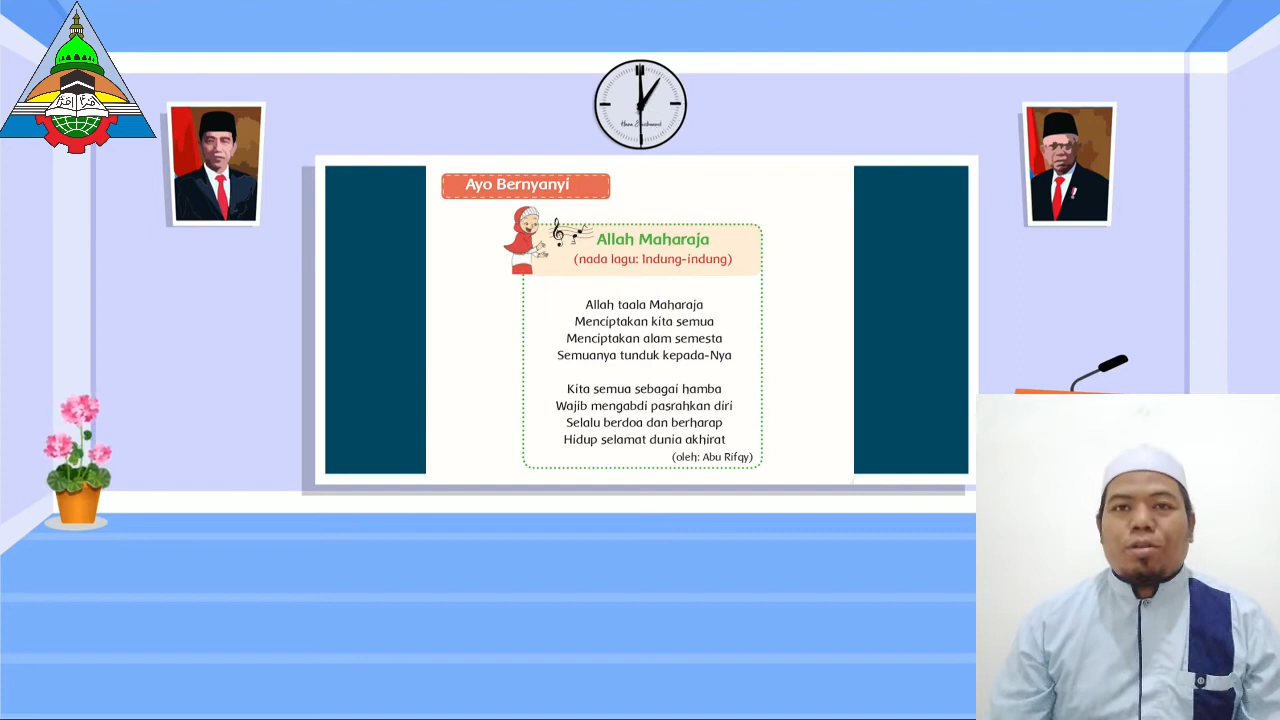 Ayo Bernyanyi
Allah Maharaja
(nada lagu: Indung-indung)
Allah taala Maharaja
Menciptakan kita semua
Menciptakan alam semesta
Semuanya tunduk kepada-Nya
Kita semua sebagai hamba
Wajib mengabdi pasrahkan diri
Selalu berdoa dan berharap
Hidup selamat dunia akhirat
(oleh: Abu Rifqy)